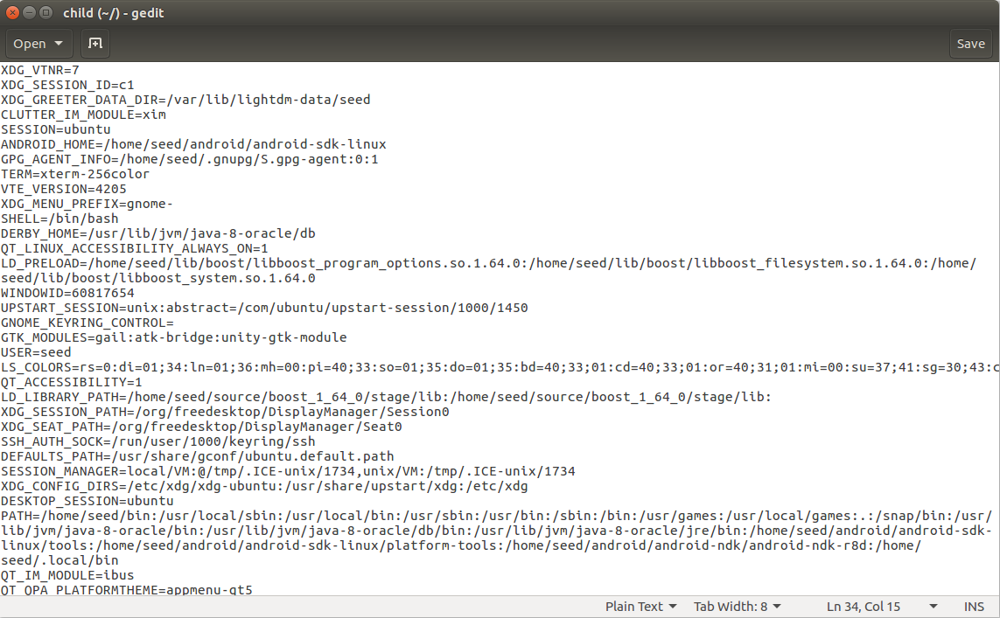 child (~/) - gedit
Open
Save
XDG_VTNR=7
XDG_SESSION_ID=c1
XDG_GREETER_DATA_DIR=/var/lib/lightdm-data/seed
CLUTTER_IM_MODULE=xim
SESSION=ubuntu
ANDROID_HOME=/home/seed/android/android-sdk-linux
GPG_AGENT_INFO=/home/seed/.gnupg/S.gpg-agent:0:1
TERM=xterm-256color
VTE_VERSION=4205
XDG_MENU_PREFIX=gnome-
SHELL=/bin/bash
DERBY_HOME=/usr/lib/jvm/java-8-oracle/db
QT_LINUX_ACCESSIBILITY_ALWAYS_ON=1
LD_PRELOAD=/home/seed/lib/boost/libboost_program_options.so.1.64.0:/home/seed/lib/boost/libboost_filesystem.so.1.64.0:/home/
seed/lib/boost/libboost_system.so.1.64.0
WINDOWID=60817654
UPSTART_SESSION=unix:abstract=/com/ubuntu/upstart-session/1000/1450
GNOME_KEYRING_CONTROL=
GTK_MODULES=gail:atk-bridge:unity-gtk-module
USER=seed
LS_COLORS=rs=0:di=01;34:ln=01;36:mh=00:pi=40;33:so=01;35:do=01;35:bd=40;33;01:cd=40;33;01:or=40;31;01:mi=00:su=37;41:sg=30;43:c
QT_ACCESSIBILITY=1
LD_LIBRARY_PATH=/home/seed/source/boost_1_64_0/stage/lib:/home/seed/source/boost_1_64_0/stage/lib:
XDG_SESSION_PATH=/org/freedesktop/DisplayManager/Session0
XDG_SEAT_PATH=/org/freedesktop/DisplayManager/Seat0
SSH_AUTH_SOCK=/run/user/1000/keyring/ssh
DEFAULTS_PATH=/usr/share/gconf/ubuntu.default.path
SESSION_MANAGER=local/VM:@/tmp/.ICE-unix/1734,unix/VM:/tmp/.ICE-unix/1734
XDG_CONFIG_DIRS=/etc/xdg/xdg-ubuntu:/usr/share/upstart/xdg:/etc/xdg
DESKTOP_SESSION=ubuntu
PATH=/home/seed/bin:/usr/local/sbin:/usr/local/bin:/usr/sbin:/usr/bin:/sbin:/bin:/usr/games:/usr/local/games:.:/snap/bin:/usr/
lib/jvm/java-8-oracle/bin:/usr/lib/jvm/java-8-oracle/db/bin:/usr/lib/jvm/java-8-oracle/jre/bin:/home/seed/android/android-sdk-
linux/tools:/home/seed/android/android-sdk-linux/platform-tools:/home/seed/android/android-ndk/android-ndk-r8d:/home/
seed/.local/bin
QT_IM_MODULE=ibus
QT_QPA_PLATFORMTHEME=appmenu-qt5
Plain Text Tab Width: 8 Ln 34, Col 15 INS